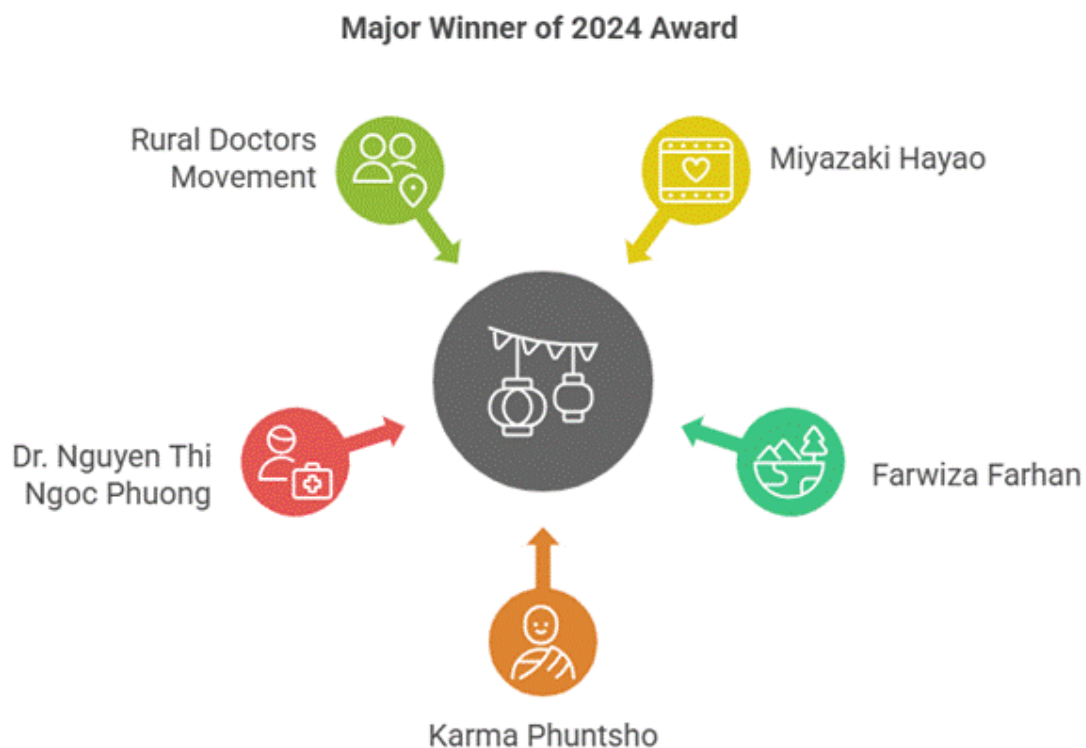 Major Winner of 2024 Award
Rural Doctors
Movement
Miyazaki Hayao
Dr. Nguyen Thi
Ngoc Phuong
Farwiza Farhan
Karma Phuntsho